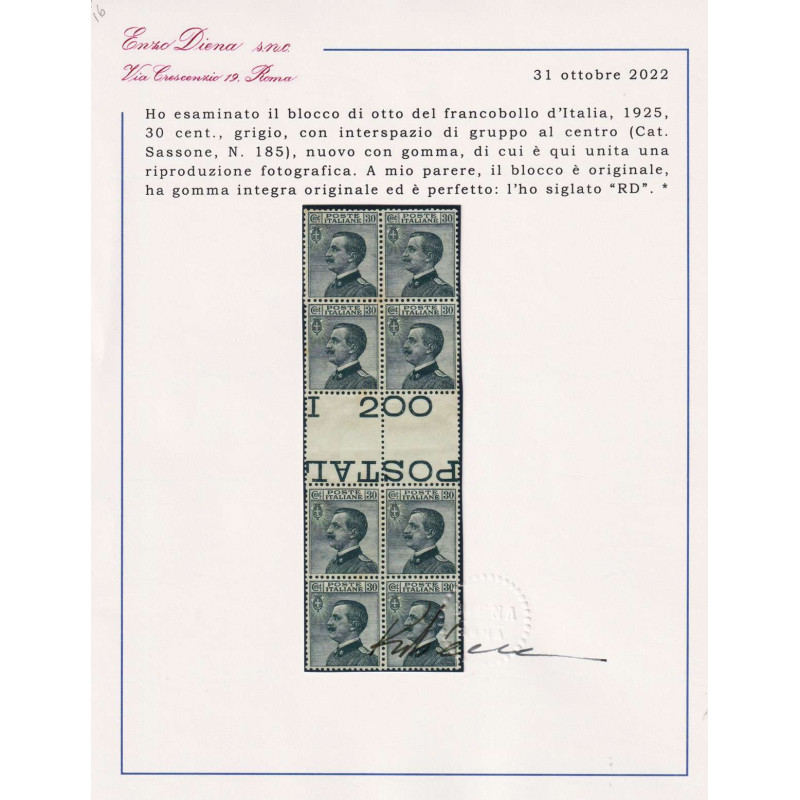 16
Enzo Diena s.n.c.
Via Crescenzio 19. Roma
31 ottobre 2022
Ho esaminato il blocco di otto del francobollo d'Italia, 1925,
30 cent., grigio, con interspazio di gruppo al centro (Cat.
Sassone, N. 185), nuovo con gomma, di cui è qui unita una
riproduzione fotografica. A mio parere, il blocco è originale,
ha gomma integra originale ed è perfetto: l'ho siglato “RD”. *
POSTE 30 POSTE 30
ITALIANE ITALIANE
POSTE 30 POSTE 30
ITALIANE ITALIANE
I 200
POSTAL POSTAL
POSTE 30 POSTE 30
ITALIANE ITALIANE
POSTE 30 POSTE 30
ITALIANE ITALIANE